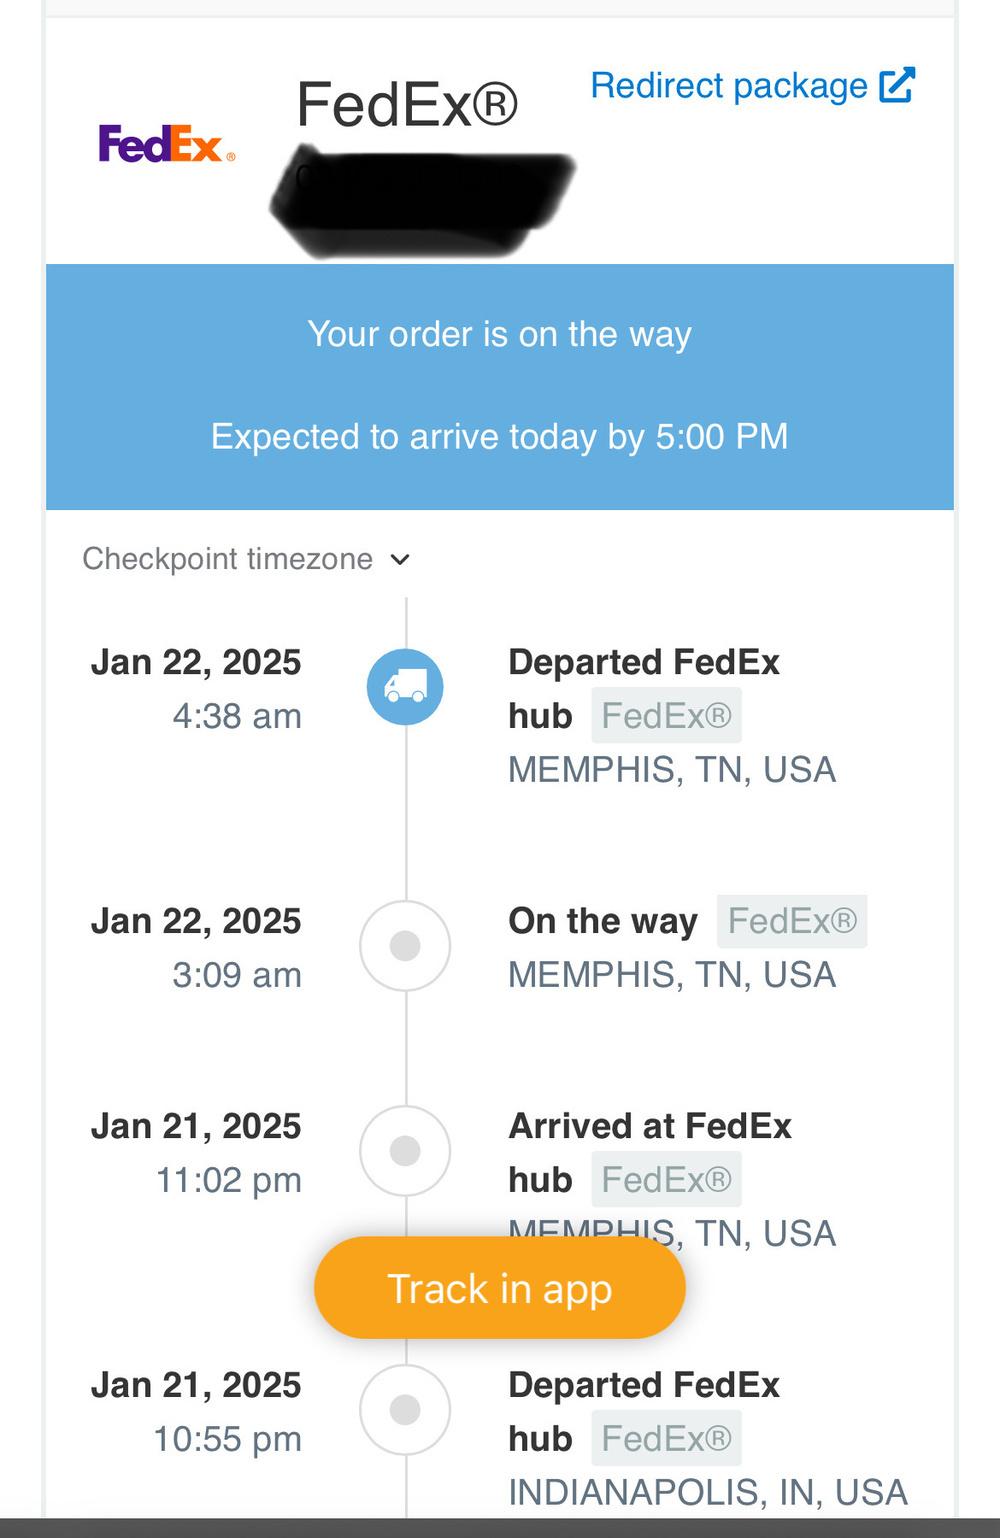 FedEx®
Redirect package
FedEx®
Your order is on the way
Expected to arrive today by 5:00 PM
Checkpoint timezone
Jan 22, 2025
4:38 am
Departed FedEx
hub FedEx®
MEMPHIS, TN, USA
Jan 22, 2025
3:09 am
On the way FedEx®
MEMPHIS, TN, USA
Jan 21, 2025
11:02 pm
Arrived at FedEx
hub FedEx®
MEMPHIS, TN, USA
Track in app
Jan 21, 2025
10:55 pm
Departed FedEx
hub FedEx®
INDIANAPOLIS, IN, USA